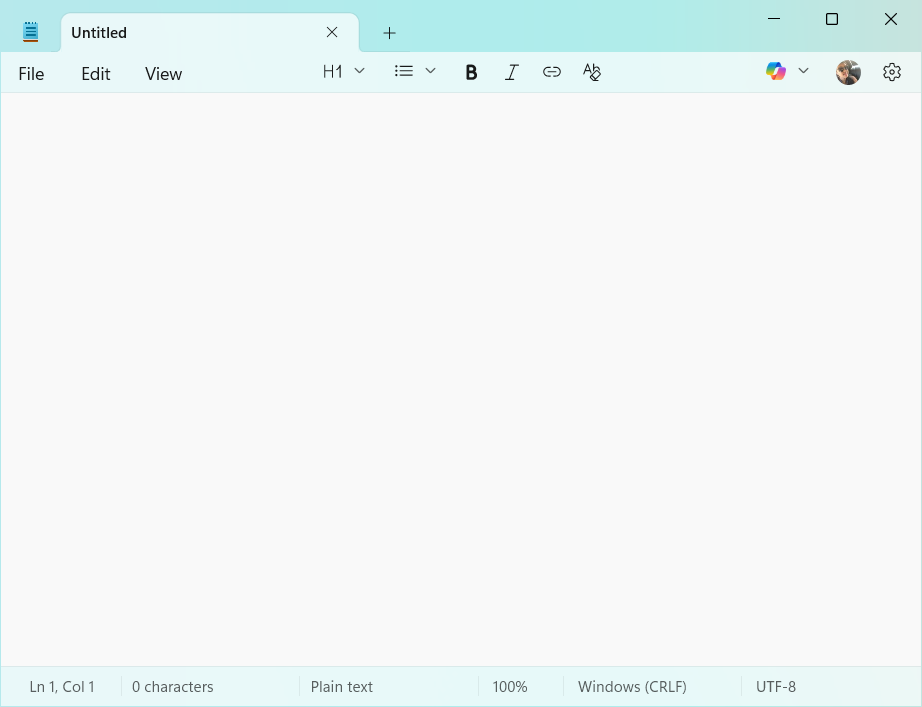 Untitled
File Edit View H1 B I
Ln 1, Col 1 0 characters Plain text 100% Windows (CRLF) UTF-8